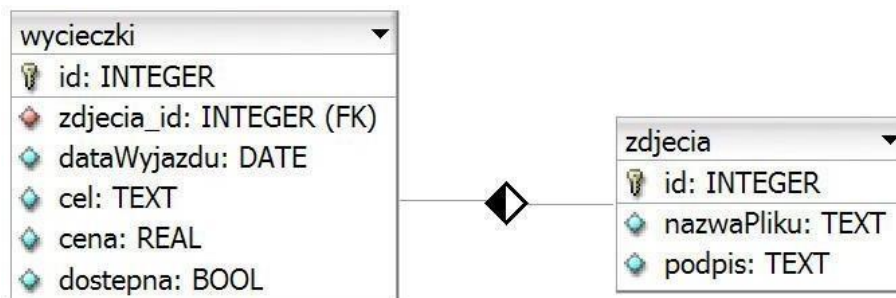 wycieczki
id: INTEGER
zdjecia_id: INTEGER (FK)
dataWyjazdu: DATE
cel: TEXT
cena: REAL
dostepna: BOOL
zdjecia
id: INTEGER
nazwaPliku: TEXT
podpis: TEXT